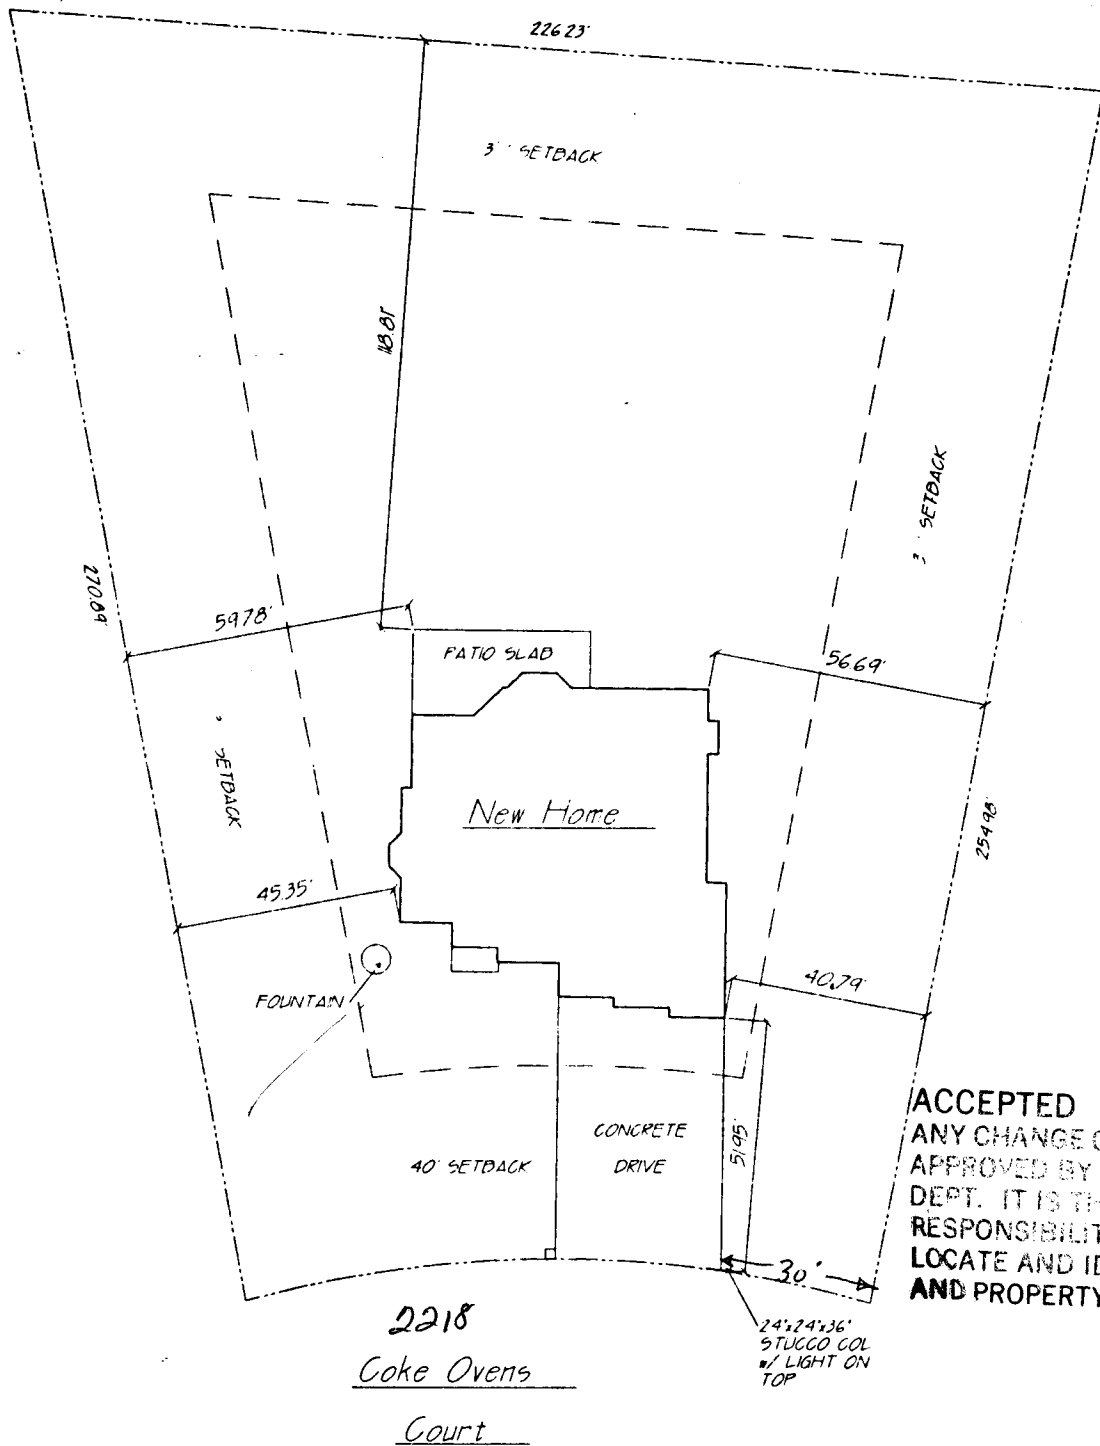 226.23'
3' SETBACK
118.81'
3' SETBACK
270.89'
59.78'
PATIO SLAB
56.69'
SETBACK
New Home
254.98'
45.35'
FOUNTAIN
40.79'
CONCRETE
DRIVE
40' SETBACK
51.95'
ACCEPTED
ANY CHANGE
APPROVED BY
DEPT. IT IS
RESPONSIBILIT
LOCATE AND
AND PROPERTY
30'
2218
Coke Ovens
Court
24"x24"x36"
STUCCO COL
w/ LIGHT ON
TOP